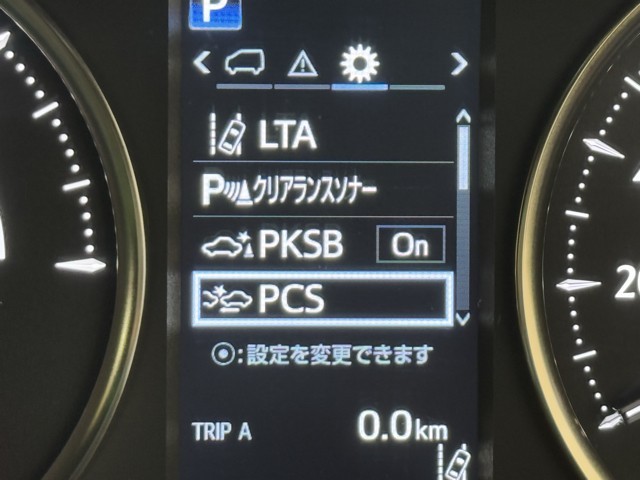 P
LTA
Pクリアランスソナー
PKSB On
PCS
:設定を変更できます
TRIP A 0.0km
20